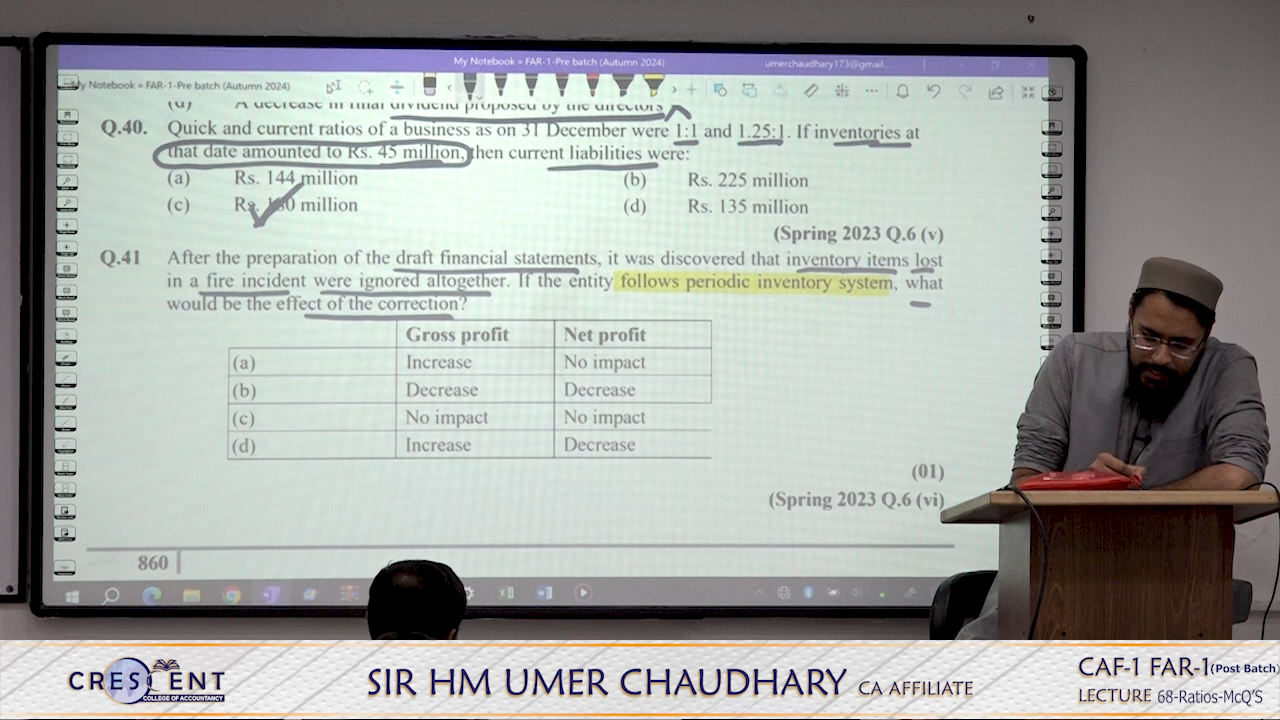 My Notebook » FAR-1-Pre batch (Autumn 2024)
umerchaudhary173@gmail....
My Notebook » FAR-1-Pre batch (Autumn 2024)
(d) A decrease in final dividend proposed by the directors
Q.40. Quick and current ratios of a business as on 31 December were 1:1 and 1.25:1. If inventories at
that date amounted to Rs. 45 million, then current liabilities were:
(a) Rs. 144 million (b) Rs. 225 million
(c) Rs. 180 million (d) Rs. 135 million
(Spring 2023 Q.6 (v)
Q.41 After the preparation of the draft financial statements, it was discovered that inventory items lost
in a fire incident were ignored altogether. If the entity follows periodic inventory system, what
would be the effect of the correction?
Gross profit Net profit
(a) Increase No impact
(b) Decrease Decrease
(c) No impact No impact
(d) Increase Decrease
(01)
(Spring 2023 Q.6 (vi)
860
CRESCENT
COLLEGE OF ACCOUNTANCY
SIR HM UMER CHAUDHARY CA AFFILIATE
CAF-1 FAR-1 (Post Batch)
LECTURE 68-Ratios-McQ'S